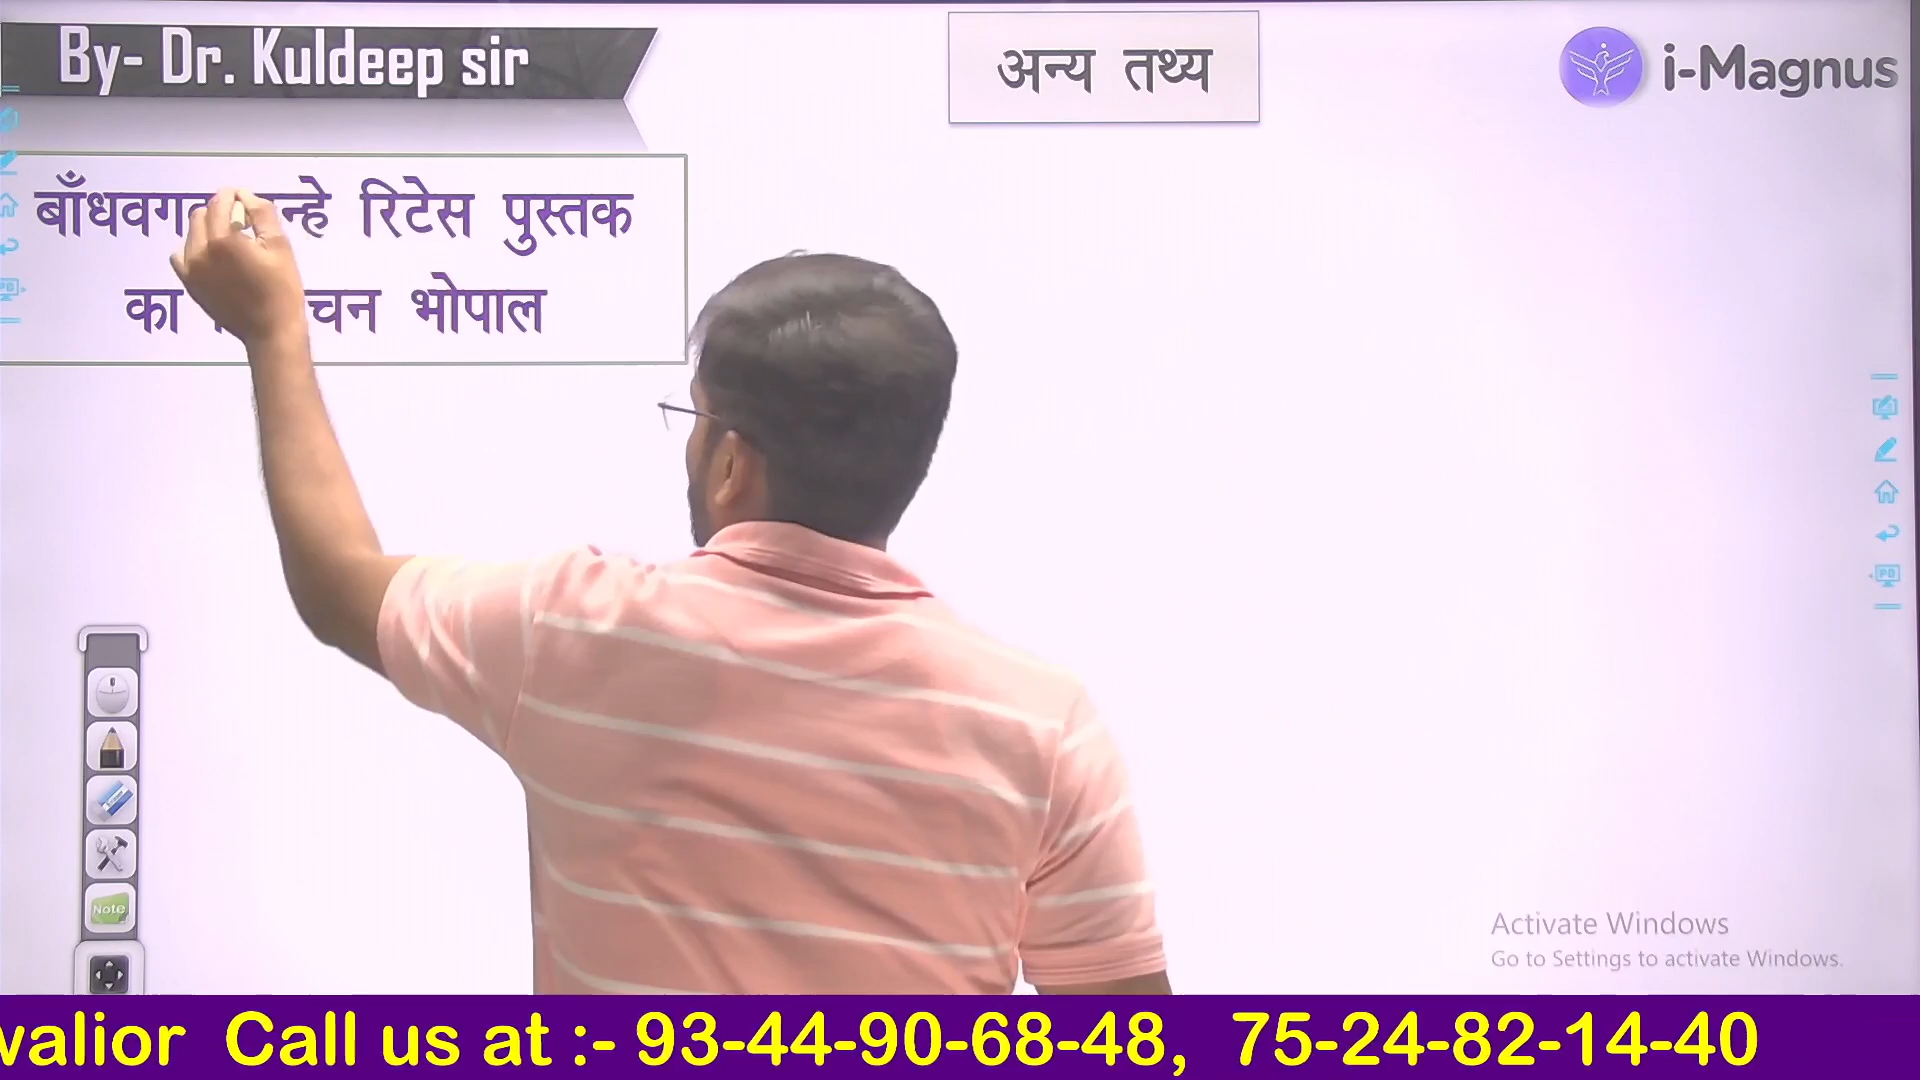 By- Dr. Kuldeep sir
अन्य तथ्य
i-Magnus
रिटेस पुस्तक
का चन भोपाल
Note
Activate Windows
Go to Settings to activate Windows.
walior Call us at :- 93-44-90-68-48, 75-24-82-14-40